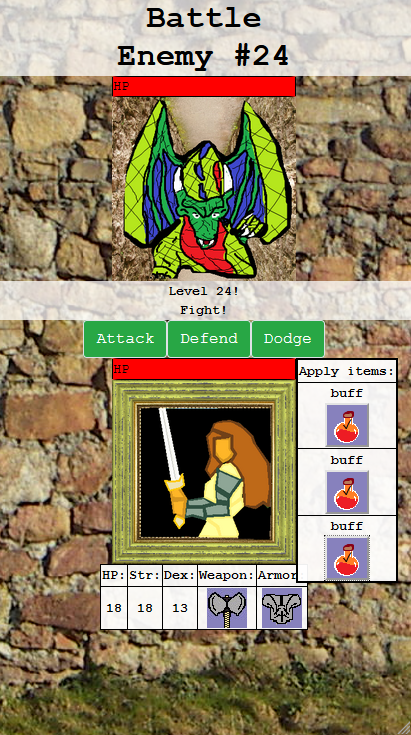 Battle
Enemy #24
HP
Level 24!
Fight!
Attack Defend Dodge
HP
Apply items:
buff
buff
buff
HP: Str: Dex: Weapon: Armor
18 18 13